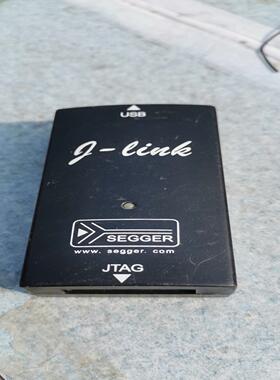 USB
J-link
SEGGER
www. segger. com
JTAG